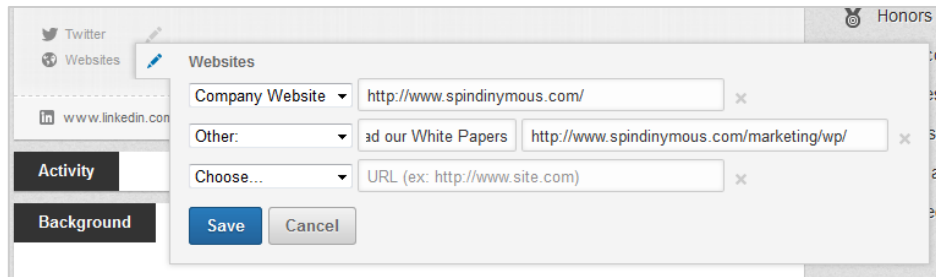 Honors
Twitter
Websites
Websites
Company Website http://www.spindinymous.com/
Other: ad our White Papers http://www.spindinymous.com/marketing/wp/
Choose... URL (ex: http://www.site.com)
www.linkedin.com
Activity
Background
Save Cancel